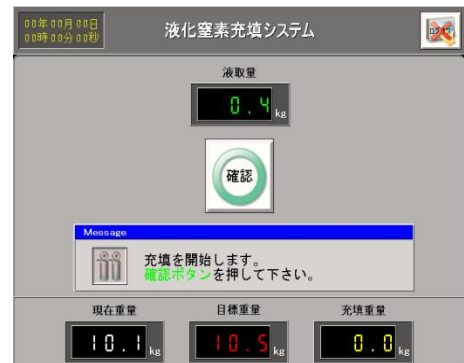 00年00月00日
00時00分00秒
液化窒素充填システム
ログオフ
液取量
0.4 kg
確認
Message
充填を開始します。
確認ボタンを押して下さい。
現在重量 目標重量 充填重量
10.1 kg 10.5 kg 0.0 kg